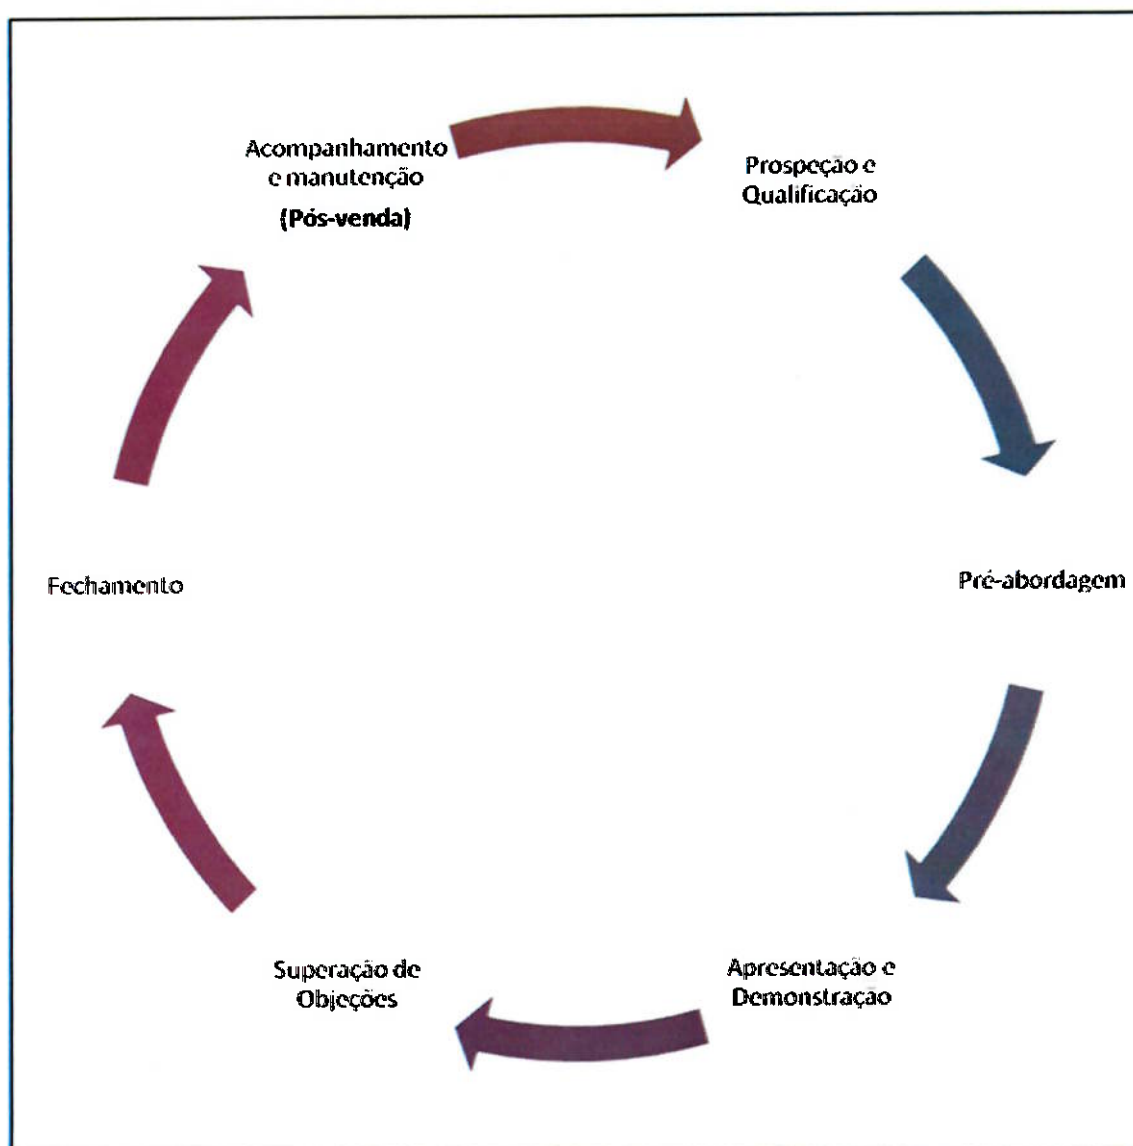 Acompanhamento
e manutenção
(Pós-venda)
Prospeção e
Qualificação
Pré-abordagem
Apresentação e
Demonstração
Superação de
Objeções
Fechamento